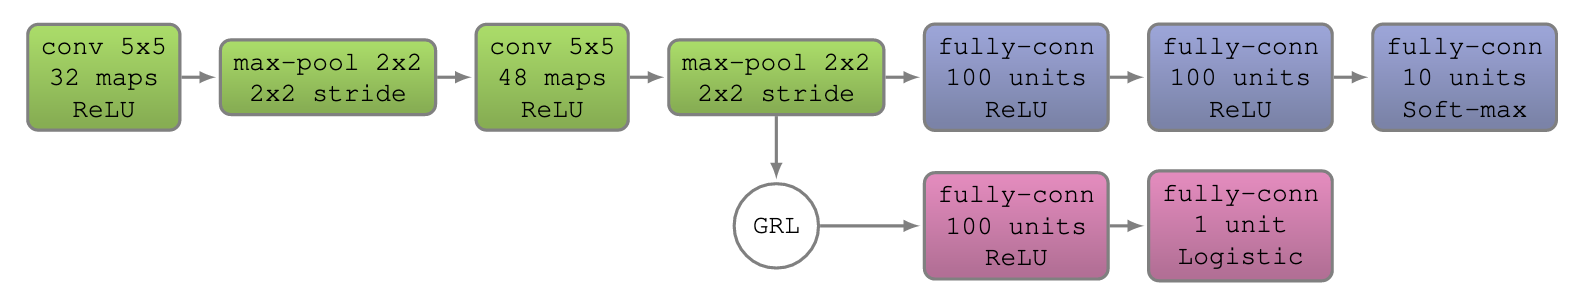 conv 5x5
32 maps
ReLU
max-pool 2x2
2x2 stride
conv 5x5
48 maps
ReLU
max-pool 2x2
2x2 stride
fully-conn
100 units
ReLU
fully-conn
100 units
ReLU
fully-conn
10 units
Soft-max
GRL
fully-conn
100 units
ReLU
fully-conn
1 unit
Logistic